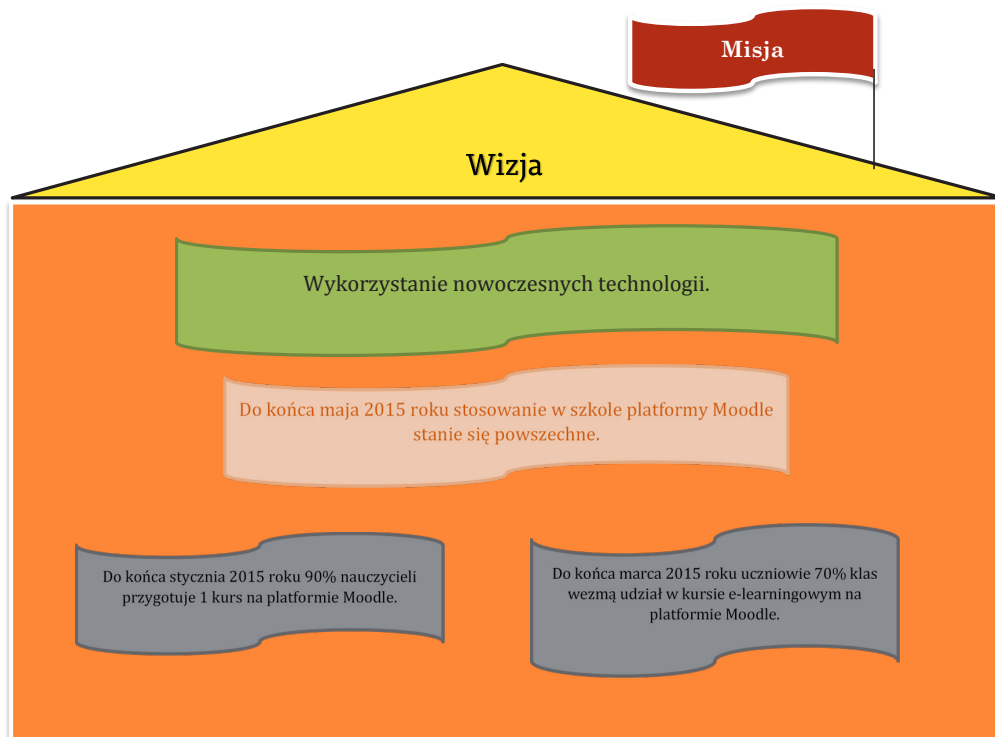 Misja
Wizja
Wykorzystanie nowoczesnych technologii.
Do końca maja 2015 roku stosowanie w szkole platformy Moodle
stanie się powszechne.
Do końca stycznia 2015 roku 90% nauczycieli
przygotuje 1 kurs na platformie Moodle.
Do końca marca 2015 roku uczniowie 70% klas
wezmą udział w kursie e-learningowym na
platformie Moodle.